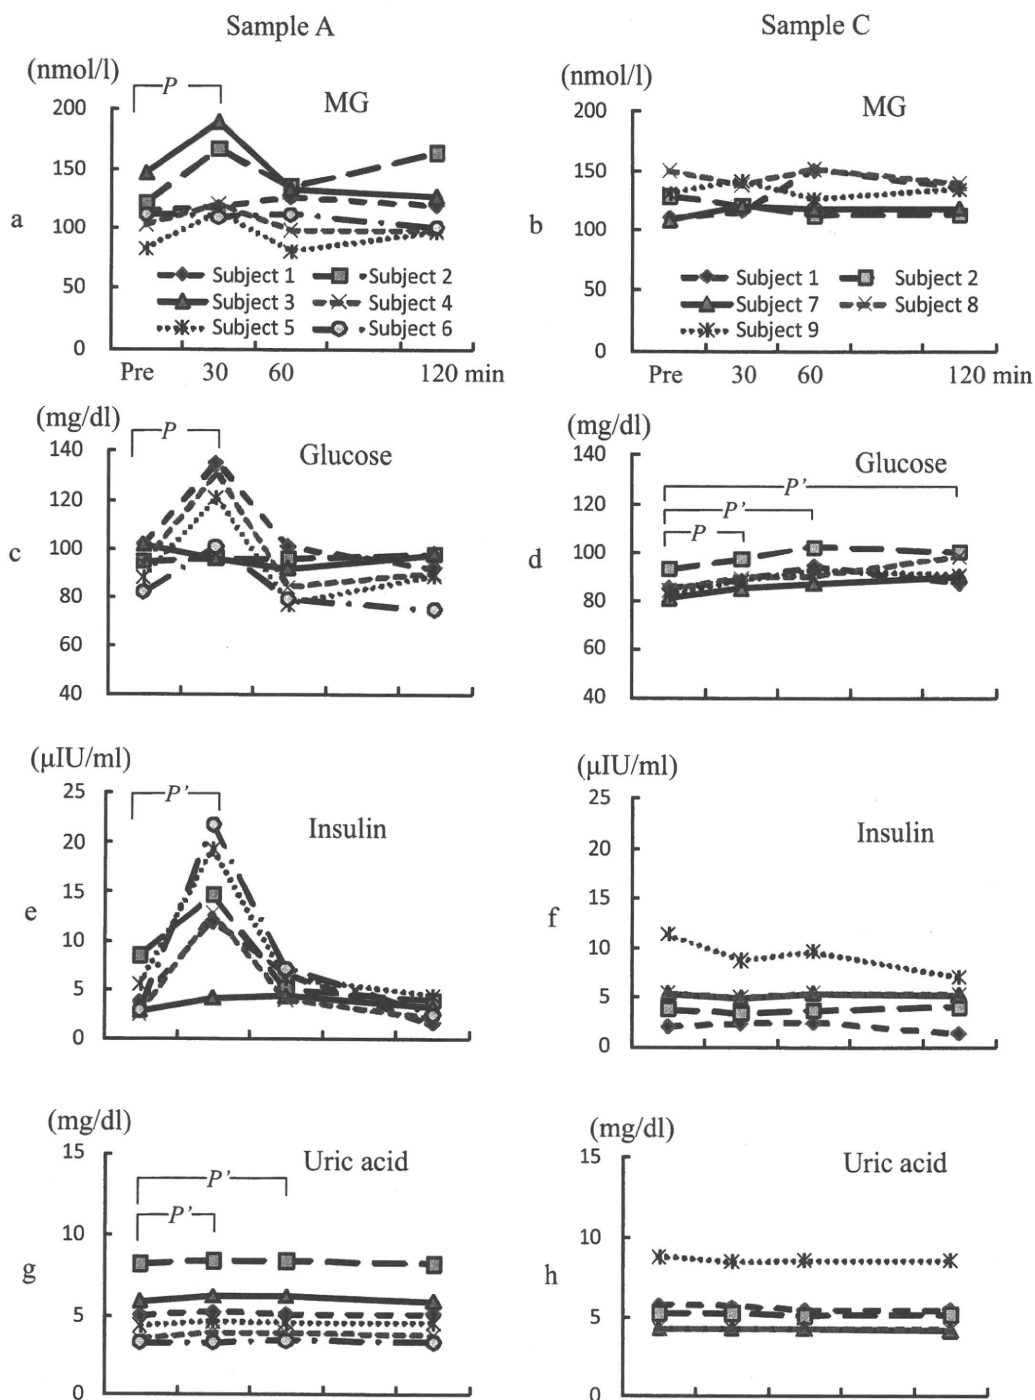 Sample A
Sample C
(nmol/l)
(nmol/l)
P
MG
MG
200
150
100
50
0
200
150
100
50
0
a
b
Subject 1
Subject 2
Subject 3
Subject 4
Subject 5
Subject 6
Subject 1
Subject 2
Subject 7
Subject 8
Subject 9
Pre 30 60 120 min
Pre 30 60 120 min
(mg/dl)
(mg/dl)
P
Glucose
Glucose
P'
P'
P
140
120
100
80
60
40
140
120
100
80
60
40
c
d
(μIU/ml)
(μIU/ml)
P'
Insulin
Insulin
25
20
15
10
5
0
25
20
15
10
5
0
e
f
(mg/dl)
(mg/dl)
Uric acid
Uric acid
P'
P'
15
10
5
0
15
10
5
0
g
h